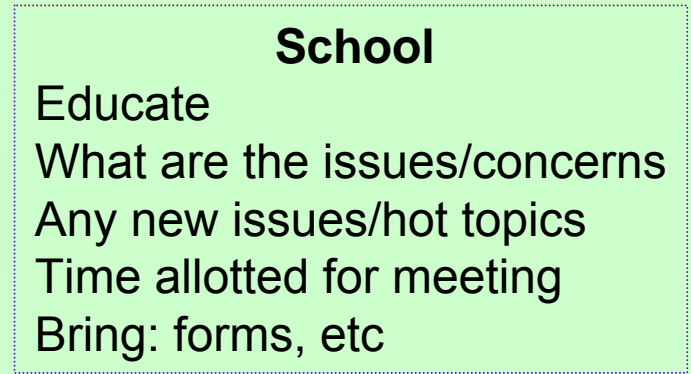 School
Educate
What are the issues/concerns
Any new issues/hot topics
Time allotted for meeting
Bring: forms, etc